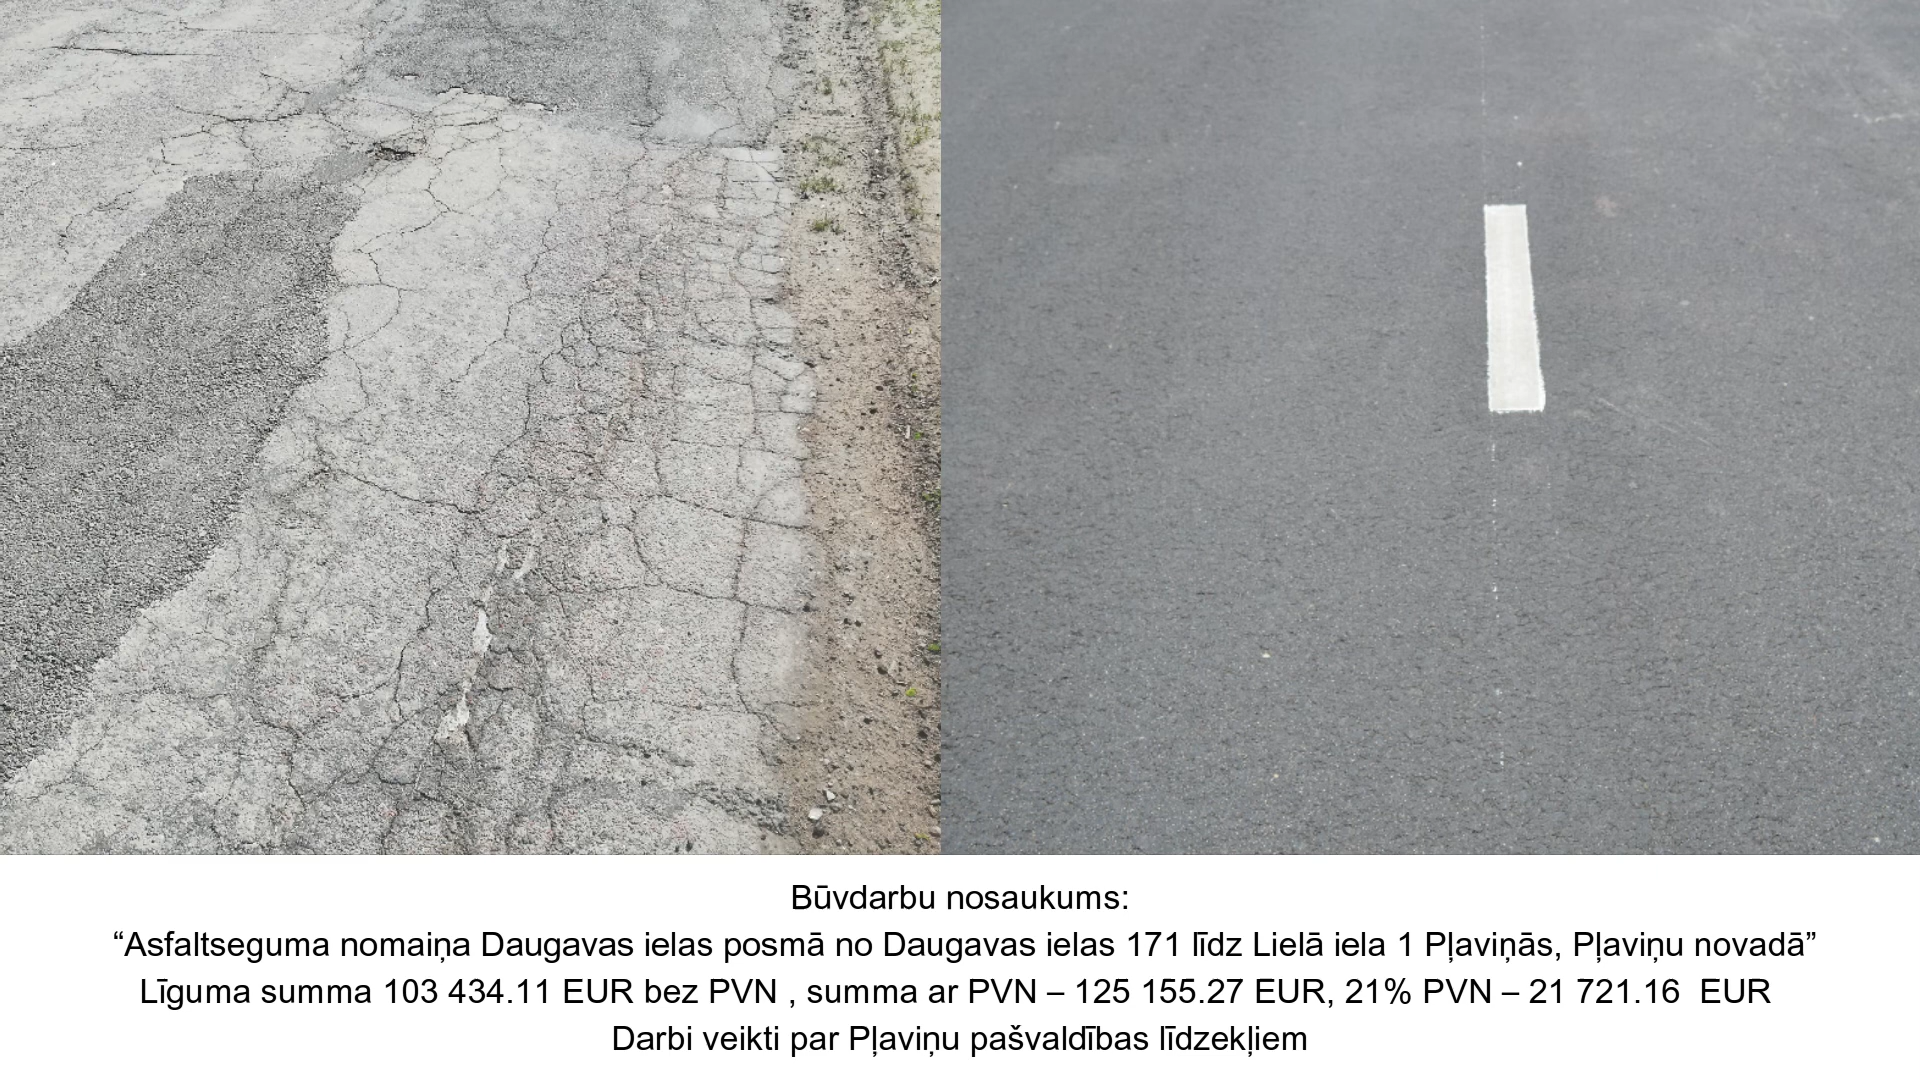 Būvdarbu nosaukums:
“Asfaltseguma nomaiņa Daugavas ielas posmā no Daugavas ielas 171 līdz Lielā iela 1 Pļaviņās, Pļaviņu novadā”
Līguma summa 103 434.11 EUR bez PVN , summa ar PVN – 125 155.27 EUR, 21% PVN – 21 721.16  EUR
Darbi veikti par Pļaviņu pašvaldības līdzekļiem